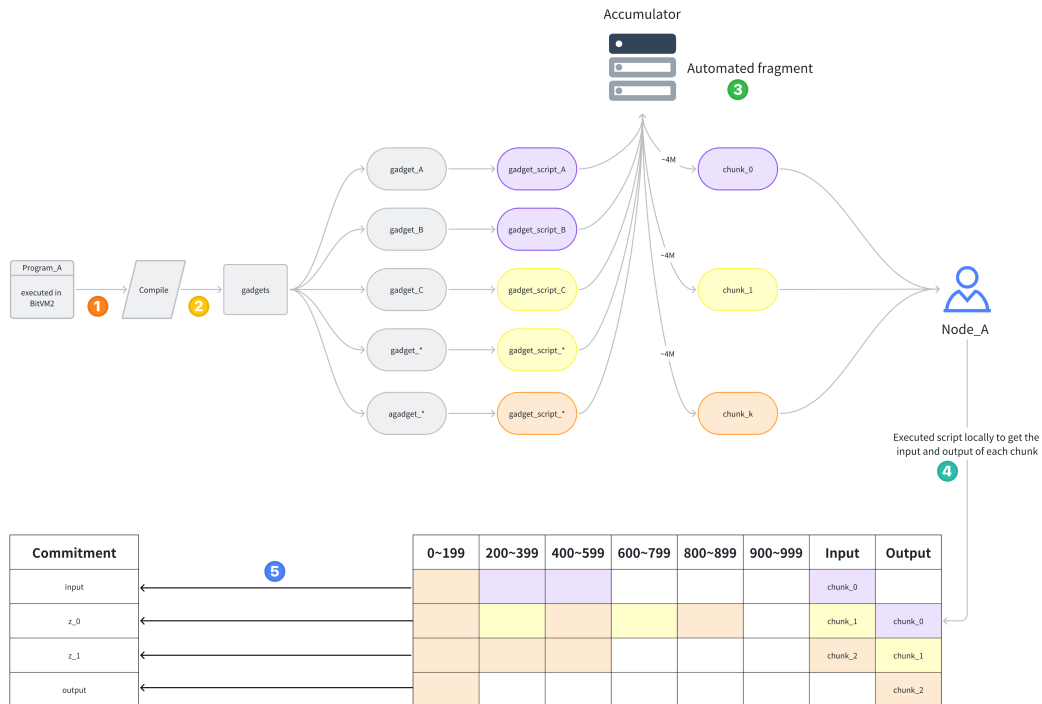 Accumulator
Automated fragment
3
~4M
gadget_A
gadget_script_A
chunk_0
gadget_B
gadget_script_B
~4M
Program_A
executed in
BitVM2
1
Compile
2
gadgets
gadget_C
gadget_script_C
chunk_1
Node_A
gadget_*
gadget_script_*
~4M
agadget_*
gadget_script_*
chunk_k
Executed script locally to get the
input and output of each chunk
4
5
Commitment
0~199
200~399
400~599
600~799
800~899
900~999
Input
Output
input
chunk_0
z_0
chunk_1
chunk_0
z_1
chunk_2
chunk_1
output
chunk_2